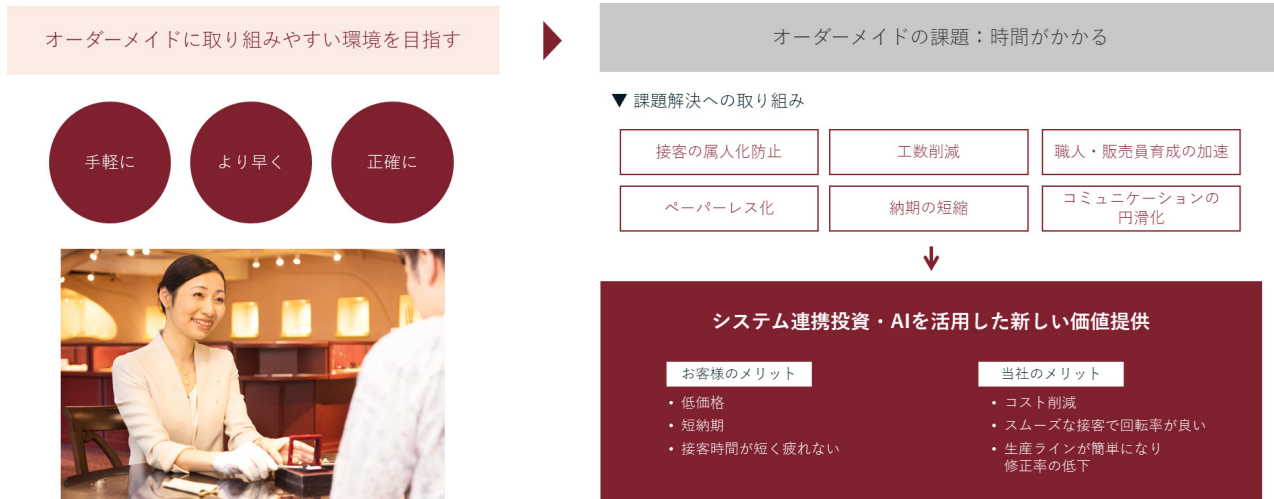 オーダーメイドに取り組みやすい環境を目指す
手軽に
より早く
正確に
オーダーメイドの課題：時間がかかる
▼ 課題解決への取り組み
接客の属人化防止
工数削減
職人・販売員育成の加速
ペーパーレス化
納期の短縮
コミュニケーションの
円滑化
システム連携投資・AIを活用した新しい価値提供
お客様のメリット
• 低価格
• 短納期
• 接客時間が短く疲れない
当社のメリット
• コスト削減
• スムーズな接客で回転率が良い
• 生産ラインが簡単になり
修正率の低下